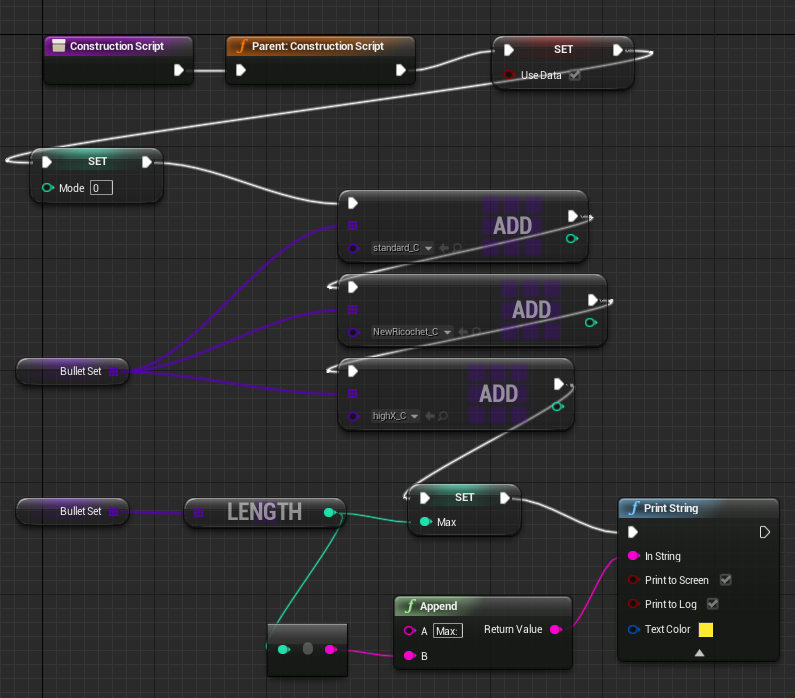 Construction Script
Parent: Construction Script
SET
Use Data
SET
Mode 0
ADD
standard_C
ADD
NewRicochet_C
Bullet Set
ADD
highX_C
SET
Max
Bullet Set
LENGTH
Print String
In String
Print to Screen
Print to Log
Text Color
Append
A Max: Return Value
B